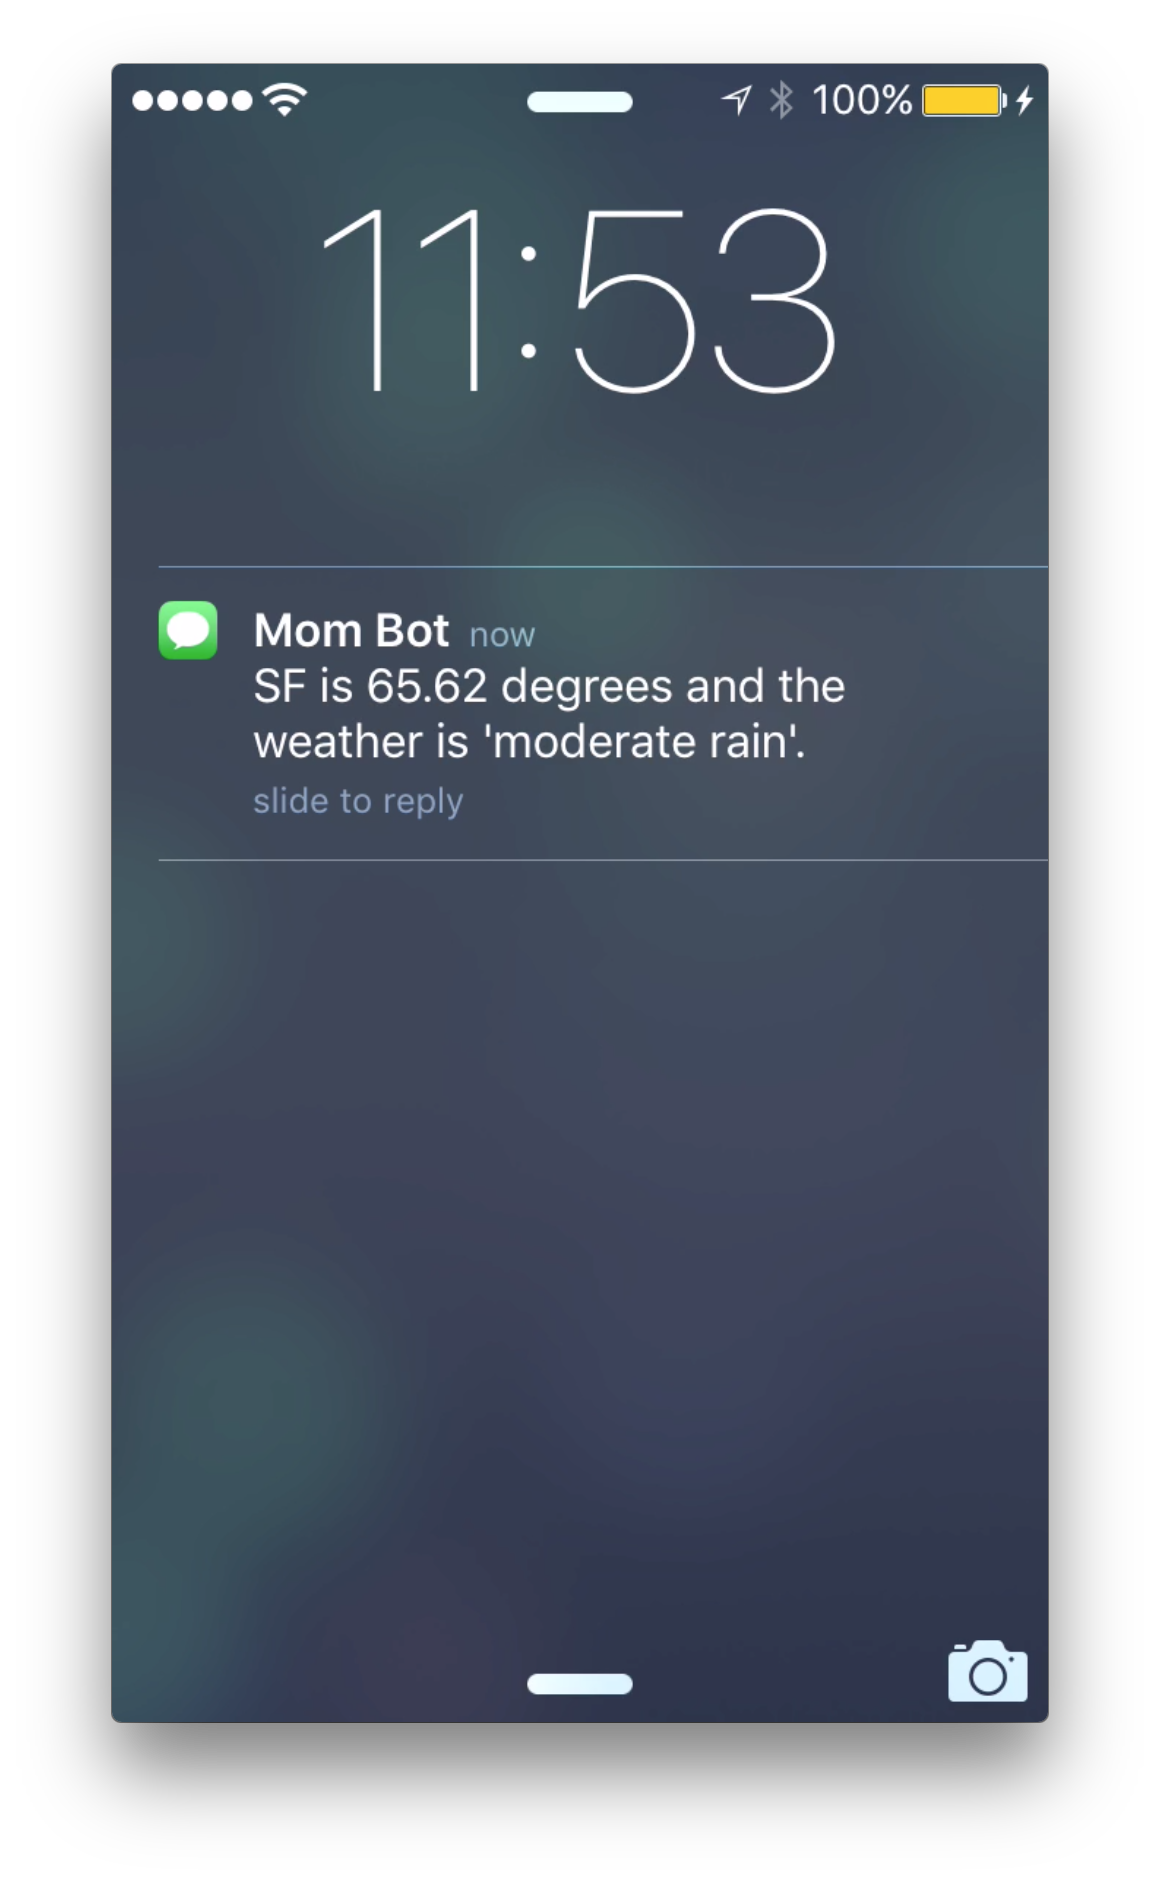 100%
11:53
Mom Bot now
SF is 65.62 degrees and the
weather is 'moderate rain'.
slide to reply